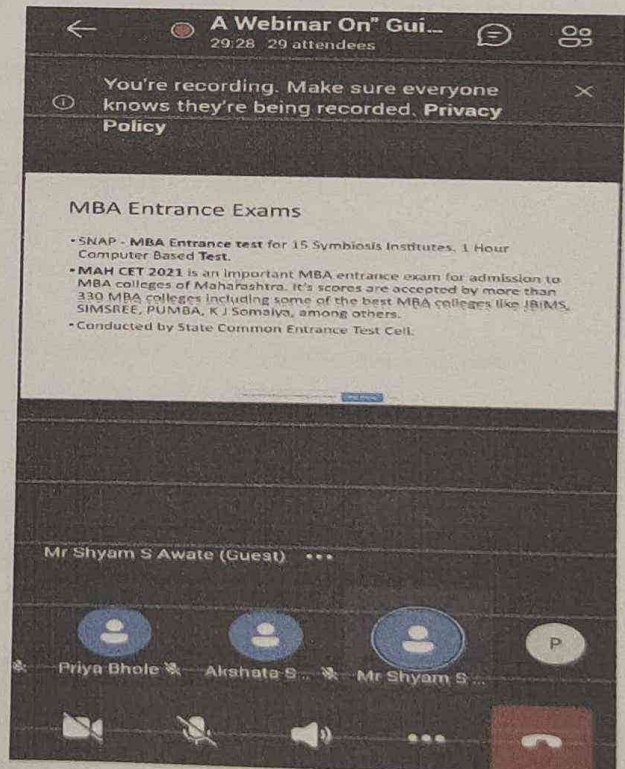 A Webinar On" Gui...
29:28 29 attendees
You're recording. Make sure everyone
knows they're being recorded. Privacy
Policy
MBA Entrance Exams
• SNAP - MBA Entrance test for 15 Symbiosis Institutes. 1 Hour
Computer Based Test.
• MAH CET 2021 is an important MBA entrance exam for admission to
MBA colleges of Maharashtra. It's scores are accepted by more than
330 MBA colleges including some of the best MBA colleges like JBIMS,
SIMSREE, PUMBA, K J Somaiya, among others.
• Conducted by State Common Entrance Test Cell.
Mr Shyam S Awate (Guest) •••
P
Priya Bhole Akshata S... Mr Shyam S ...